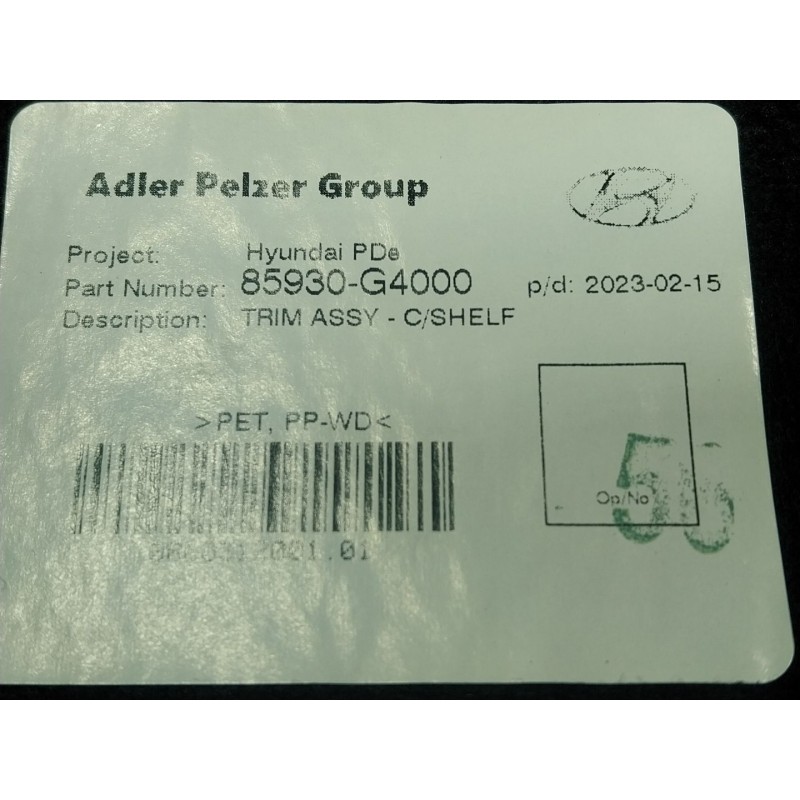 Adler Pelzer Group
Project: Hyundai PDe
Part Number: 85930-G4000 p/d: 2023-02-15
Description: TRIM ASSY - C/SHELF
>PET, PP-WD<
Op/No
55